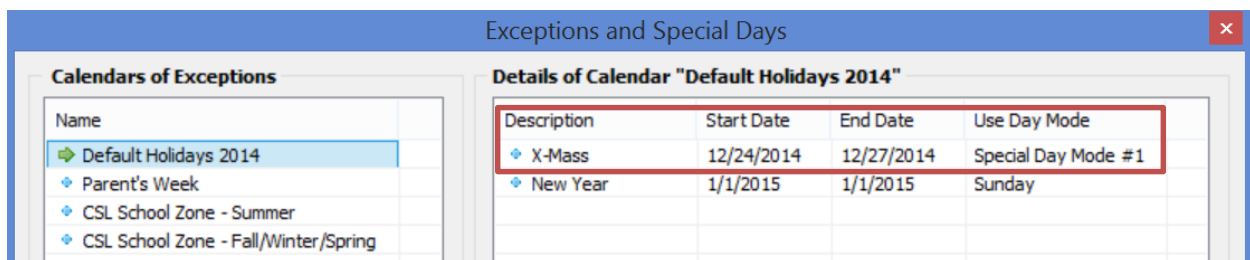 Exceptions and Special Days
Calendars of Exceptions
Name
Default Holidays 2014
Parent's Week
CSL School Zone - Summer
CSL School Zone - Fall/Winter/Spring
Details of Calendar "Default Holidays 2014"
Description Start Date End Date Use Day Mode
X-Mass 12/24/2014 12/27/2014 Special Day Mode #1
New Year 1/1/2015 1/1/2015 Sunday